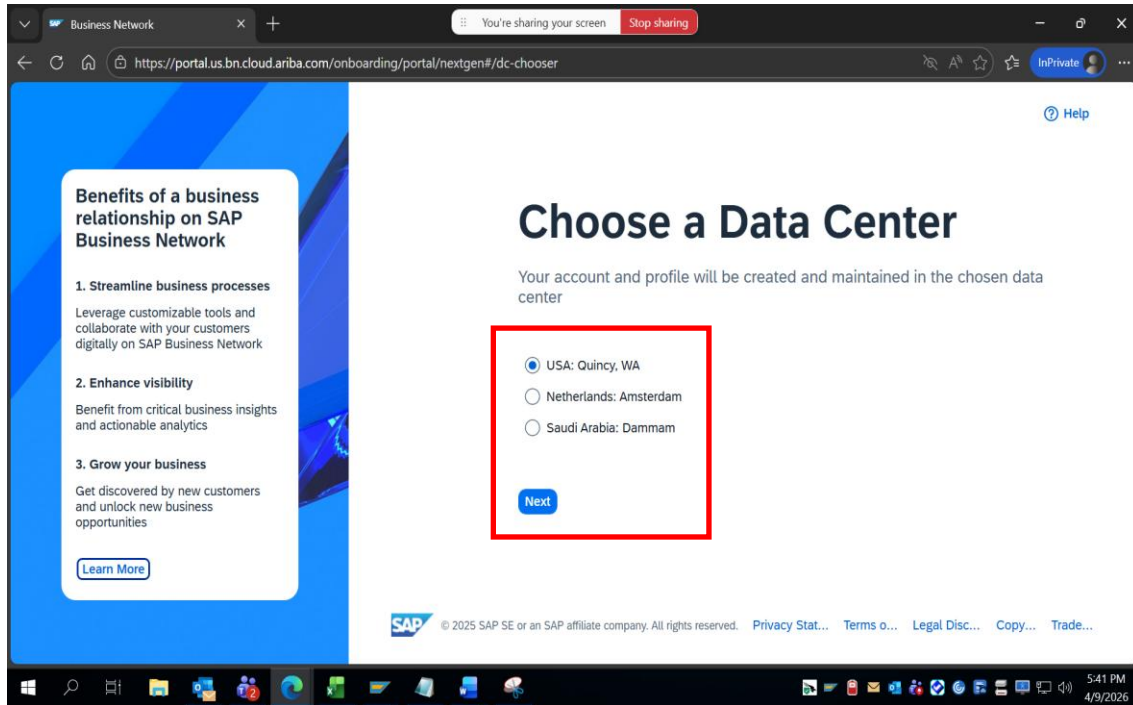 Business Network
You're sharing your screen
Stop sharing
https://portal.us.bn.cloud.ariba.com/onboarding/portal/nextgen#/dc-chooser
InPrivate
Help
Benefits of a business
relationship on SAP
Business Network
1. Streamline business processes
Leverage customizable tools and
collaborate with your customers
digitally on SAP Business Network
2. Enhance visibility
Benefit from critical business insights
and actionable analytics
3. Grow your business
Get discovered by new customers
and unlock new business
opportunities
Learn More
Choose a Data Center
Your account and profile will be created and maintained in the chosen data
center
USA: Quincy, WA
Netherlands: Amsterdam
Saudi Arabia: Dammam
Next
SAP © 2025 SAP SE or an SAP affiliate company. All rights reserved. Privacy Stat... Terms o... Legal Disc... Copy... Trade...
5:41 PM
4/9/2026